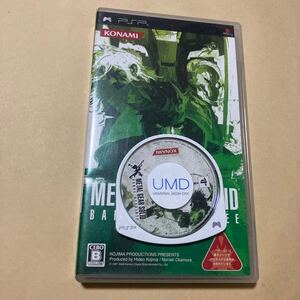 PSP
KONAMI
ME
D
BA
EE
KONAMI
UMD
UNIVERSAL MEDIA DISC
METAL GEAR SOLID
PSP
CERO
B
KOJIMA PRODUCTIONS PRESENTS
Produced by Hideo Kojima / Noriaki Okamura